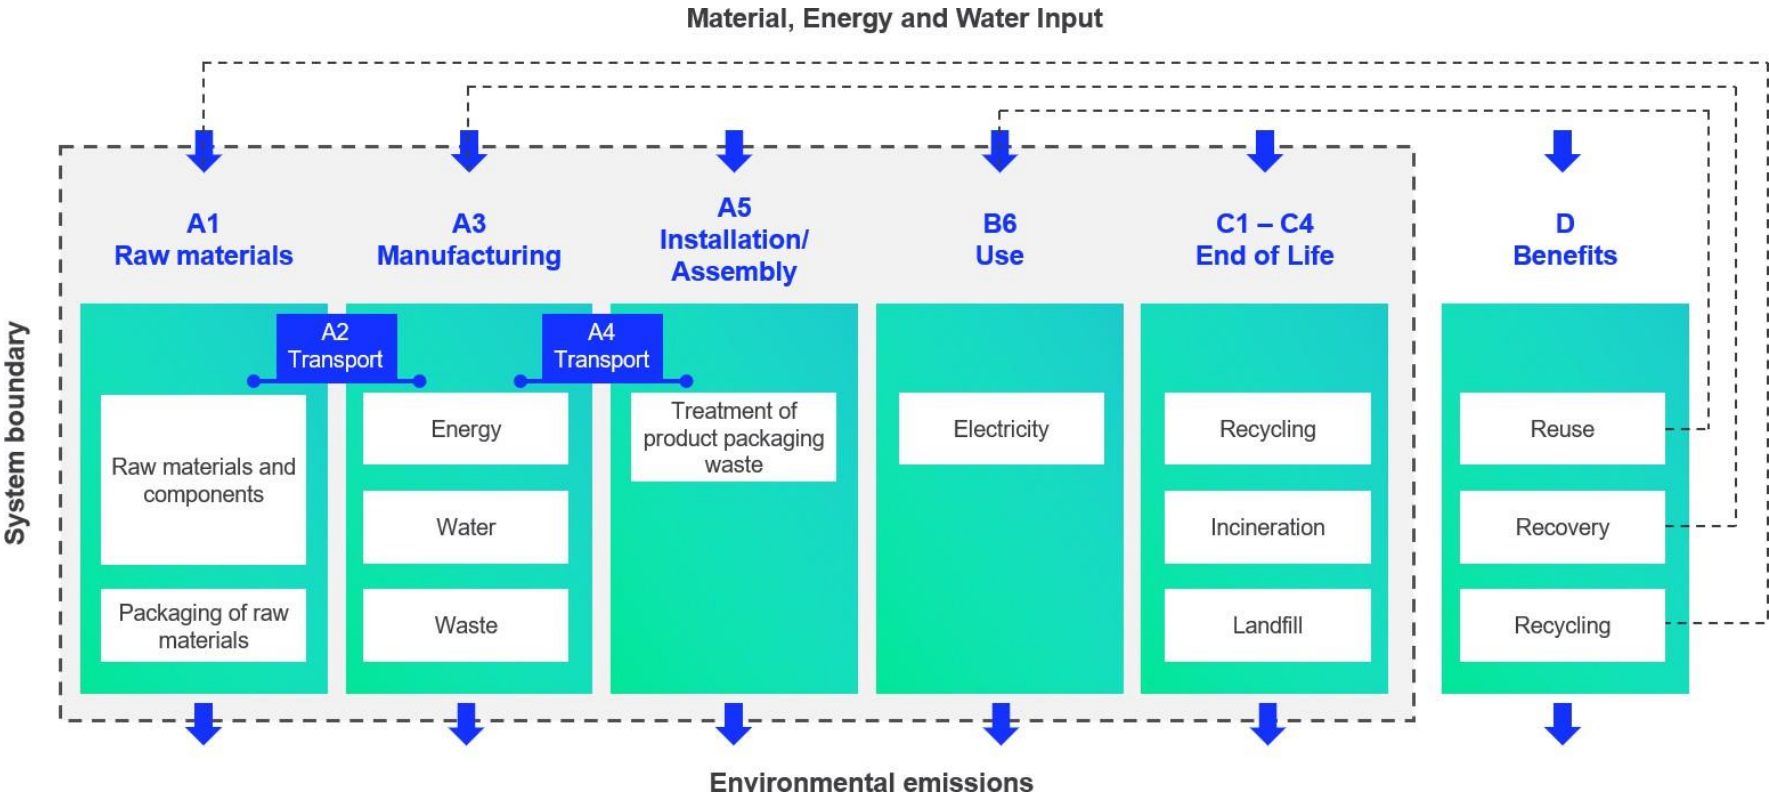 Material, Energy and Water Input
System boundary
A1
Raw materials
A3
Manufacturing
A5
Installation/
Assembly
B6
Use
C1 – C4
End of Life
D
Benefits
A2
Transport
A4
Transport
Raw materials and
components
Packaging of raw
materials
Energy
Water
Waste
Treatment of
product packaging
waste
Electricity
Recycling
Incineration
Landfill
Reuse
Recovery
Recycling
Environmental emissions